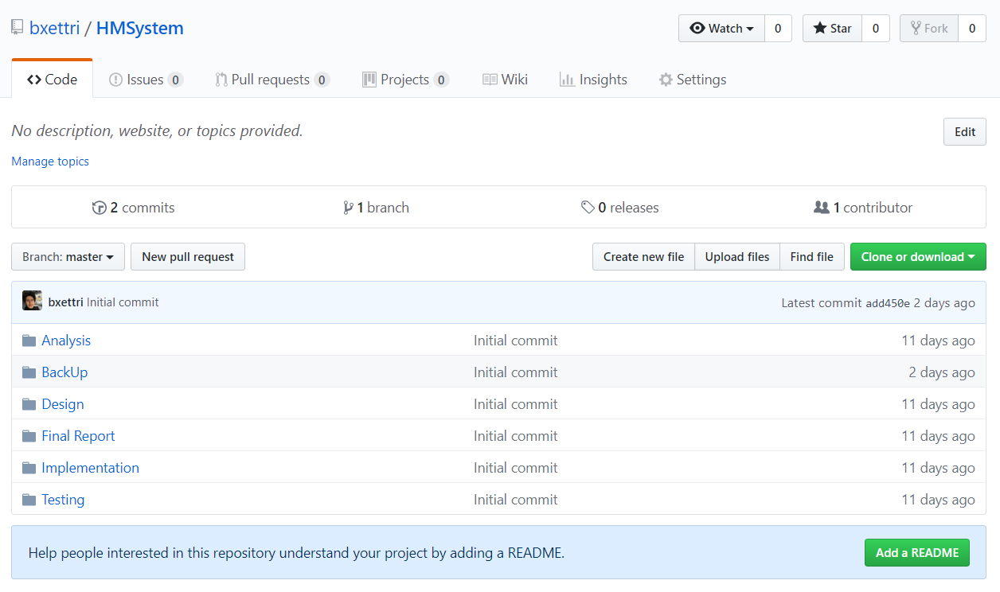 bxettri / HMSystem
Watch 0 Star 0 Fork 0
Code Issues 0 Pull requests 0 Projects 0 Wiki Insights Settings
No description, website, or topics provided. Edit
Manage topics
2 commits 1 branch 0 releases 1 contributor
Branch: master New pull request Create new file Upload files Find file Clone or download
bxettri Initial commit Latest commit add450e 2 days ago
Analysis Initial commit 11 days ago
BackUp Initial commit 2 days ago
Design Initial commit 11 days ago
Final Report Initial commit 11 days ago
Implementation Initial commit 11 days ago
Testing Initial commit 11 days ago
Help people interested in this repository understand your project by adding a README. Add a README